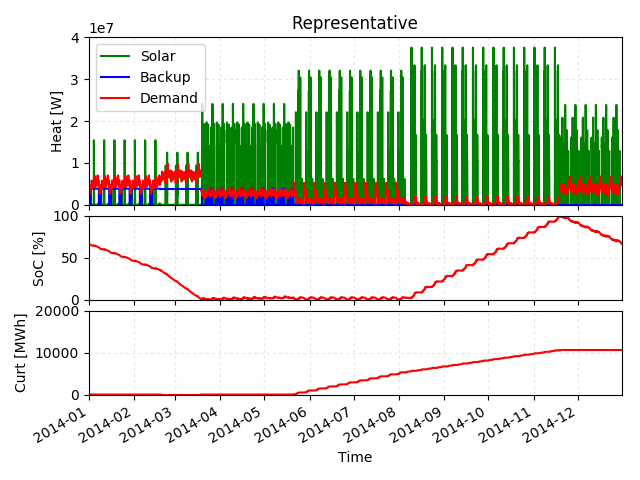 Representative
1e7
Solar
Backup
Demand
Heat [W]
4
3
2
1
0
SoC [%]
100
50
0
Curt [MWh]
20000
10000
0
2014-01
2014-02
2014-03
2014-04
2014-05
2014-06
2014-07
2014-08
2014-09
2014-10
2014-11
2014-12
Time